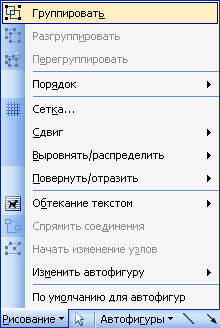 Группировать
Разгруппировать
Перегруппировать
Порядок
Сетка...
Сдвиг
Выровнять/распределить
Повернуть/отразить
Обтекание текстом
Спрямить соединения
Начать изменение узлов
Изменить автофигуру
По умолчанию для автофигур
Рисование Автофигуры